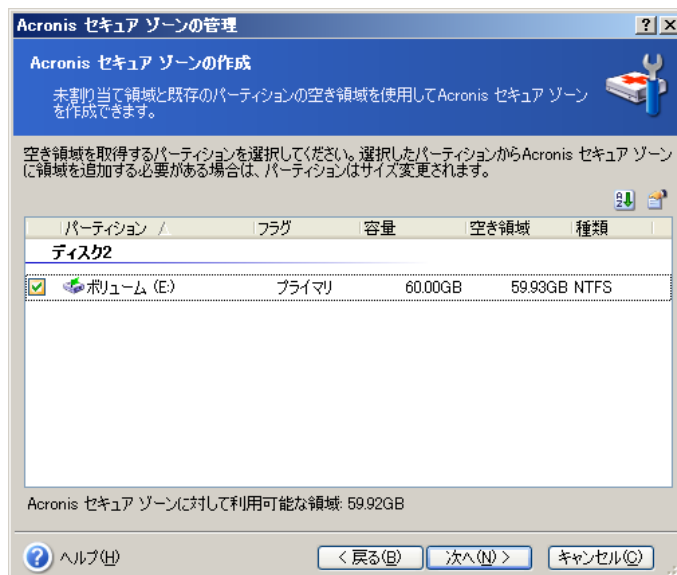 Acronis セキュア ゾーンの管理
Acronis セキュア ゾーンの作成
未割り当て領域と既存のパーティションの空き領域を使用してAcronis セキュア ゾーン
を作成できます。
空き領域を取得するパーティションを選択してください。選択したパーティションからAcronis セキュア ゾーン
に領域を追加する必要がある場合は、パーティションはサイズ変更されます。
パーティション フラグ 容量 空き領域 種類
ディスク2
ボリューム (E:) プライマリ 60.00GB 59.93GB NTFS
Acronis セキュア ゾーンに対して利用可能な領域: 59.92GB
ヘルプ(H) < 戻る(B) 次へ(N) > キャンセル(C)